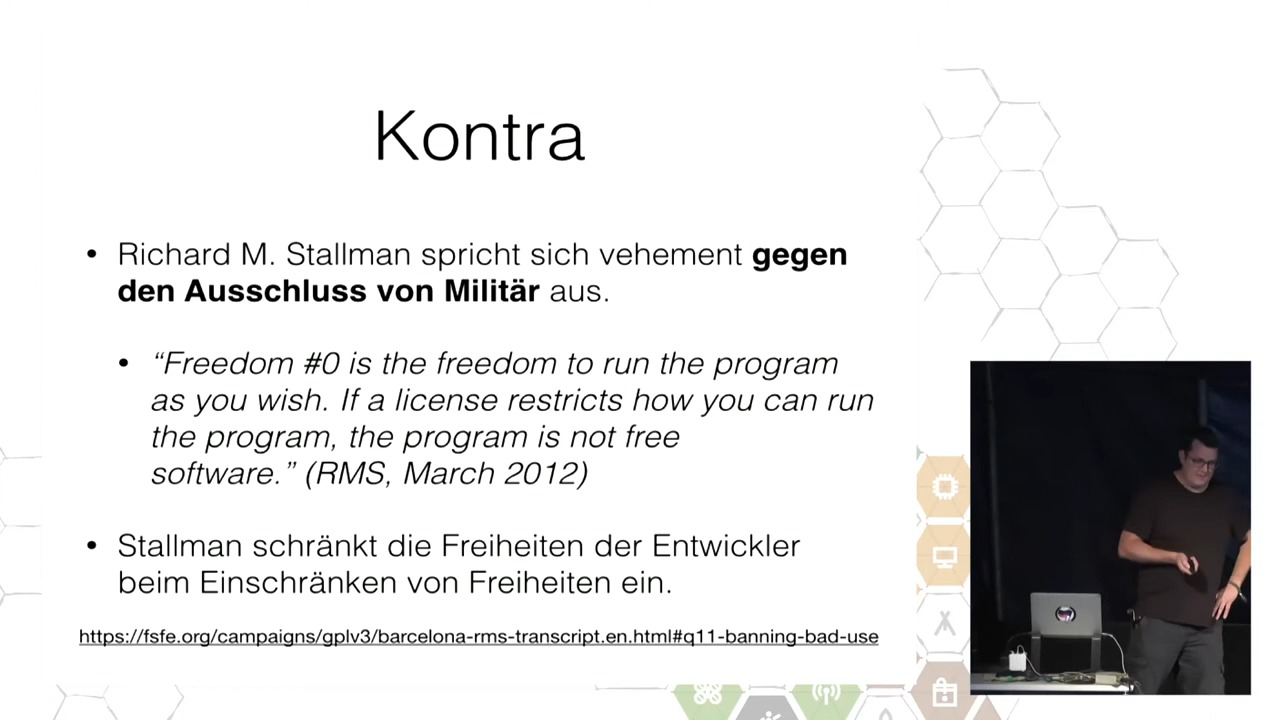 Kontra
• Richard M. Stallman spricht sich vehement gegen
den Ausschluss von Militär aus.
• “Freedom #0 is the freedom to run the program
as you wish. If a license restricts how you can run
the program, the program is not free
software.” (RMS, March 2012)
• Stallman schränkt die Freiheiten der Entwickler
beim Einschränken von Freiheiten ein.
https://fsfe.org/campaigns/gplv3/barcelona-rms-transcript.en.html#q11-banning-bad-use